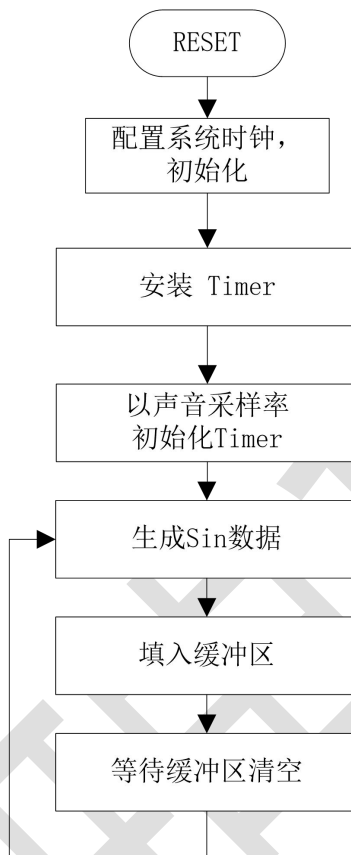 RESET
配置系统时钟，
初始化
安装 Timer
以声音采样率
初始化Timer
生成Sin数据
填入缓冲区
等待缓冲区清空